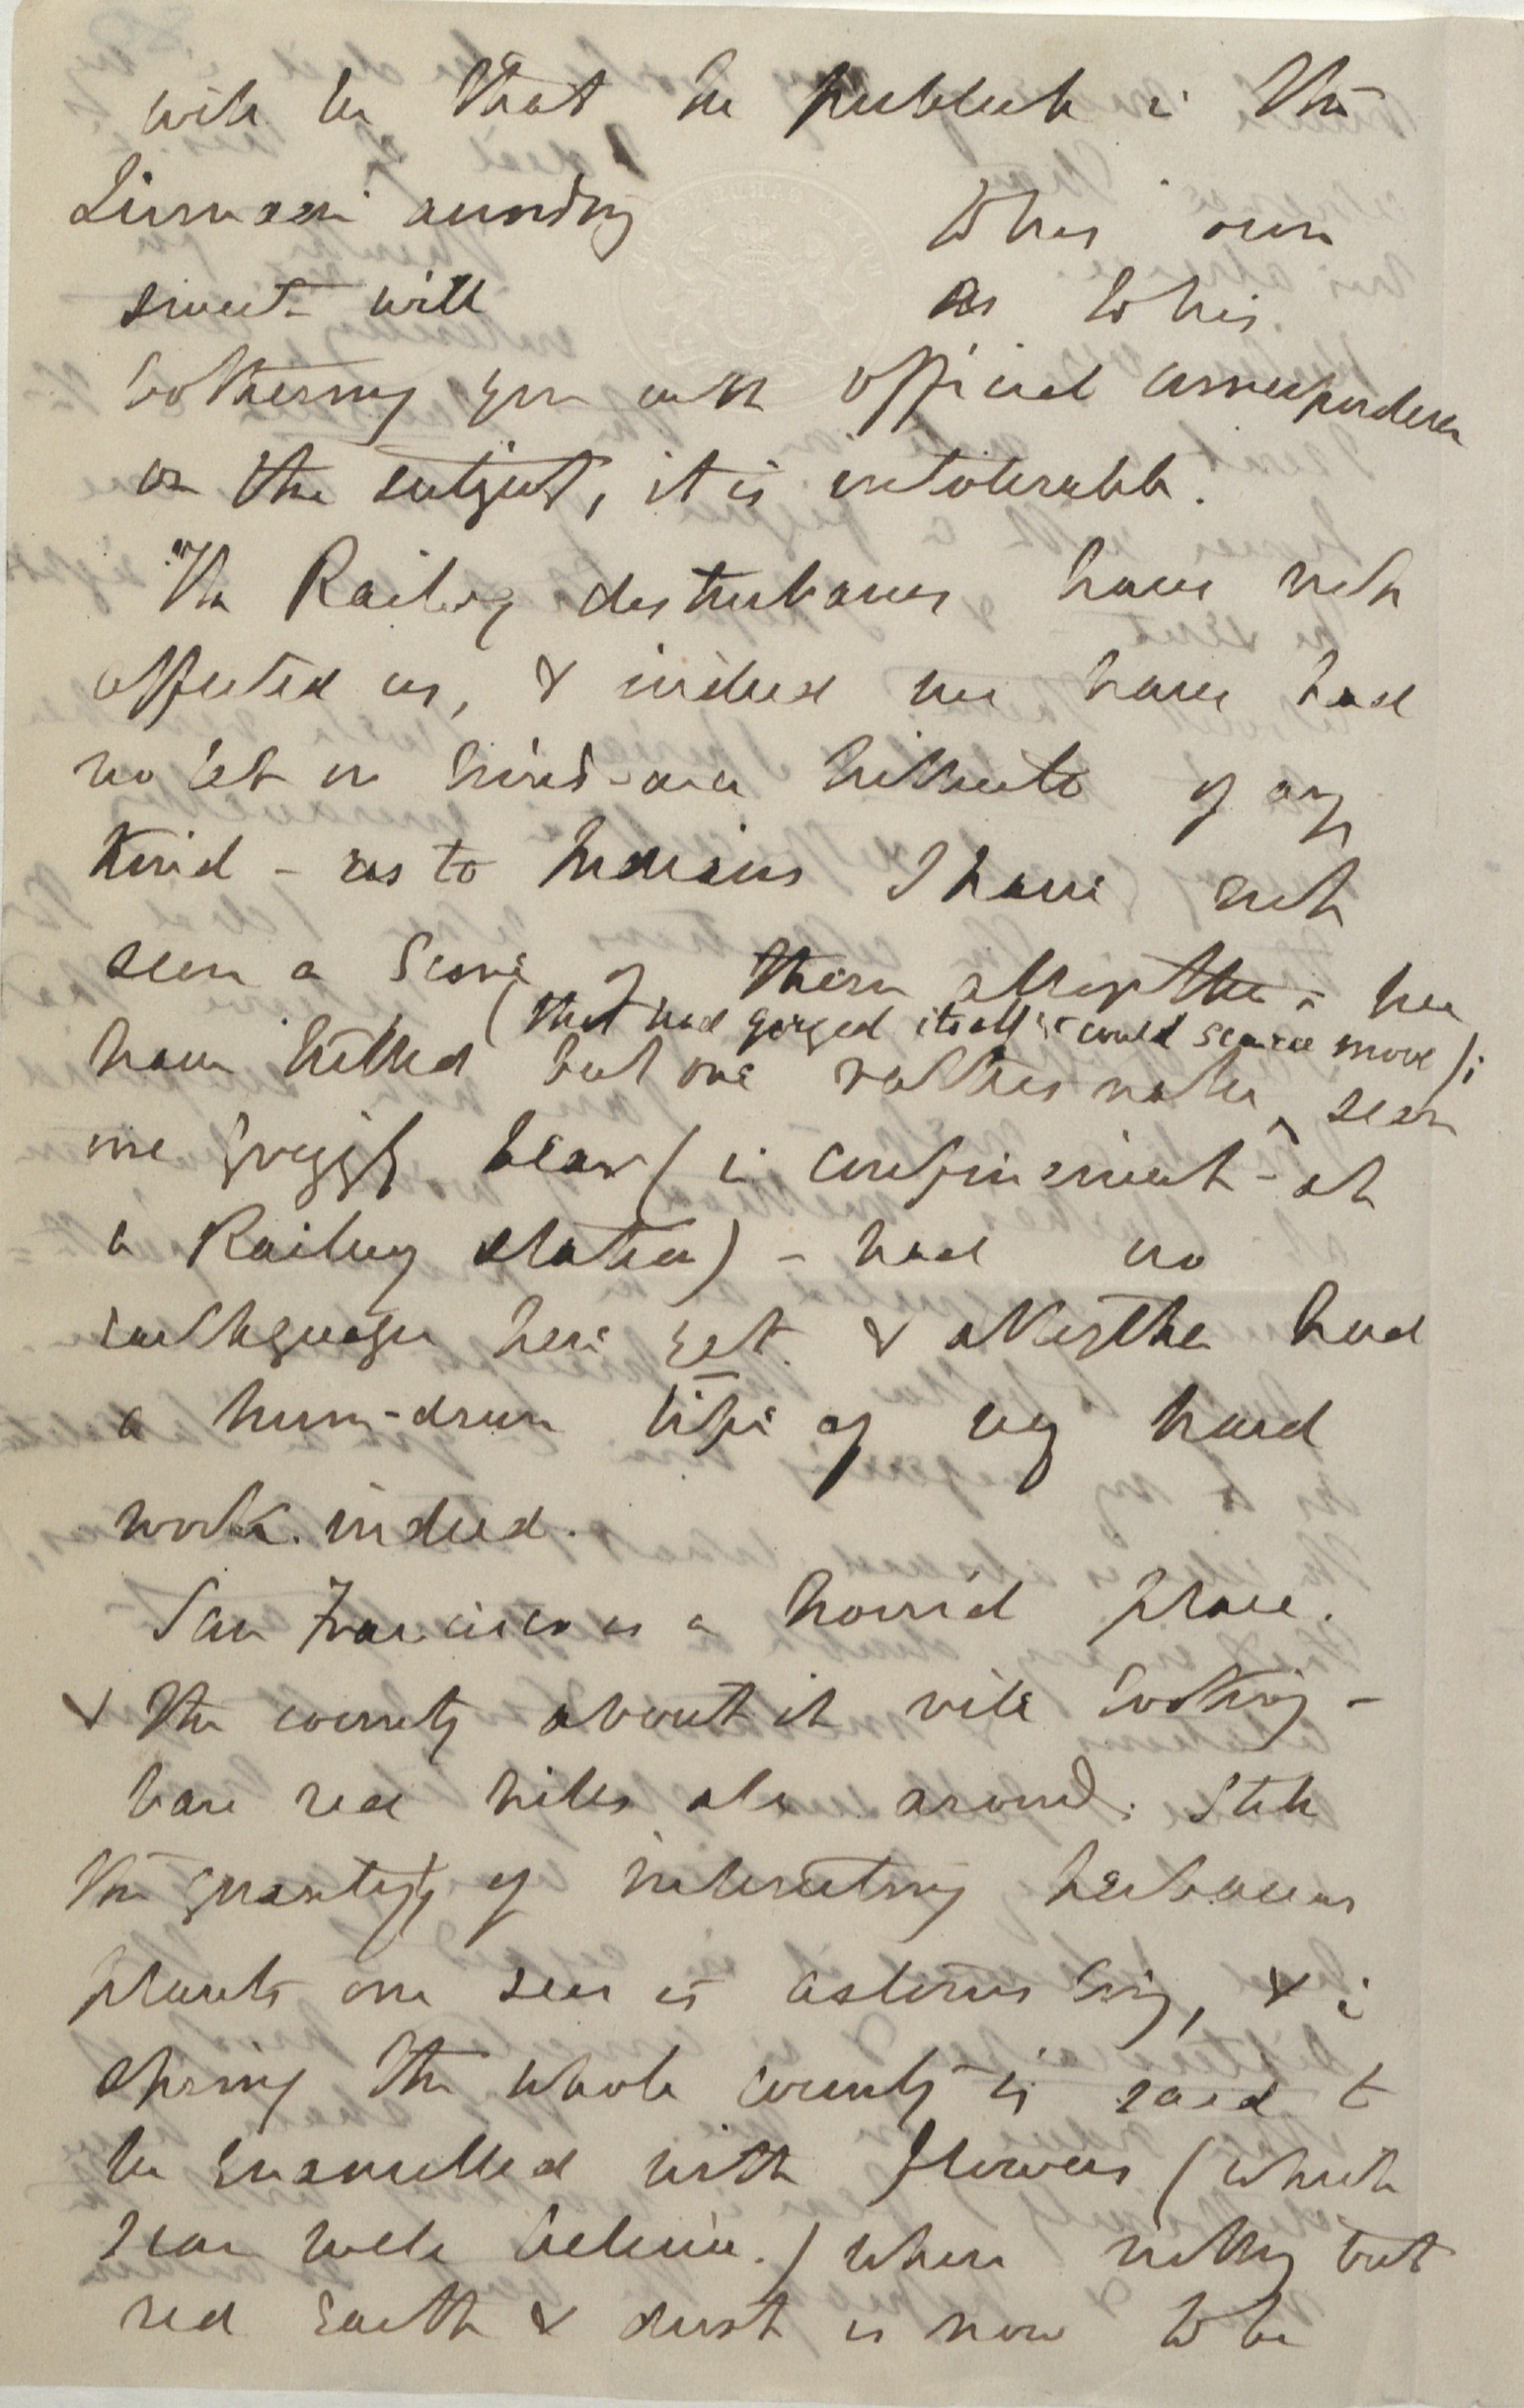 will be that he publish i the
Linnaean according
to his own
sweet will
as to his
bothering you with official correspondence
on the subject, it is intolerable.
The Railway disturbances have not
affected us, & indeed we have had
no let or hind-ance hitherto of any
Kind – as to Indians I have not
seen a score of them altogether – we
(that had gorged itself & could scarce move);
have killed but one rattlesnake ^ seen
one grizzly bear (in confinement – at
a Railway station) – had no
earthquakes here yet. & altogether had
a hum-drum life of very hard
work indeed.
San Francisco is a horrid place.
& the country about it vile looking –
bare red hills all around. Still
the quantity of interesting herbaceous
plants one sees is astonishing, & i
spring the whole country is said to
be enamelled with flowers (which
I can well believe.) where nothing but
red earth & dust is now to be